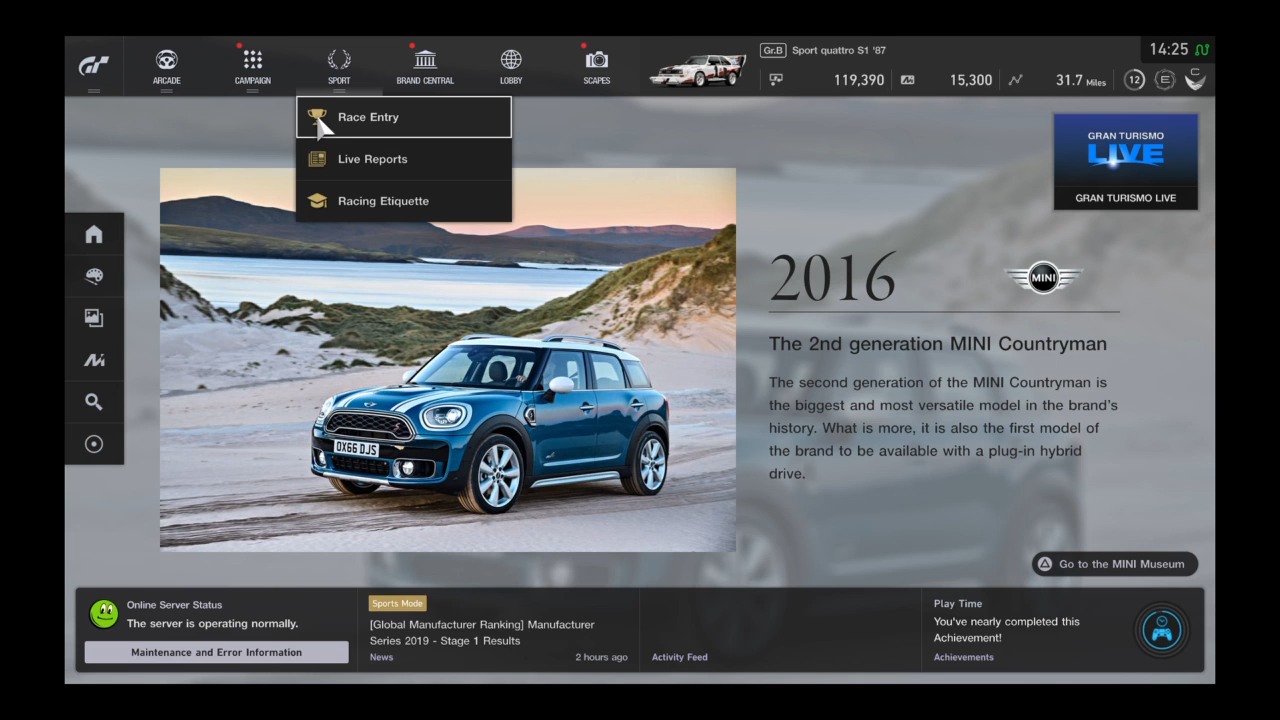 GT
ARCADE
CAMPAIGN
SPORT
BRAND CENTRAL
LOBBY
SCAPES
Gr.B Sport quattro S1 '87
119,390
15,300
31.7 Miles
12 E C
14:25
Race Entry
Live Reports
Racing Etiquette
GRAN TURISMO
LIVE
GRAN TURISMO LIVE
2016
MINI
The 2nd generation MINI Countryman
The second generation of the MINI Countryman is
the biggest and most versatile model in the brand's
history. What is more, it is also the first model of
the brand to be available with a plug-in hybrid
drive.
OX66 DJS
Go to the MINI Museum
Online Server Status
The server is operating normally.
Maintenance and Error Information
Sports Mode
[Global Manufacturer Ranking] Manufacturer
Series 2019 - Stage 1 Results
News
2 hours ago
Activity Feed
Play Time
You've nearly completed this
Achievement!
Achievements